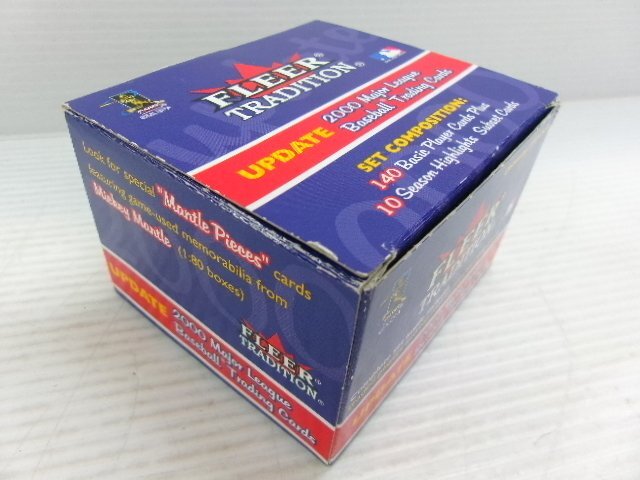 FLEER
TRADITION®
UPDATE
2000 Major League
Baseball™ Trading Cards
SET COMPOSITION:
140 Basic Player Cards Plus
10 Season Highlights Subset Cards
Look for special "Mantle Pieces" cards
featuring game-used memorabilia from
Mickey Mantle (1:80 boxes)
FLEER
TRADITION®
UPDATE
2000 Major League
Baseball™ Trading Cards
FLEER
TRADITION